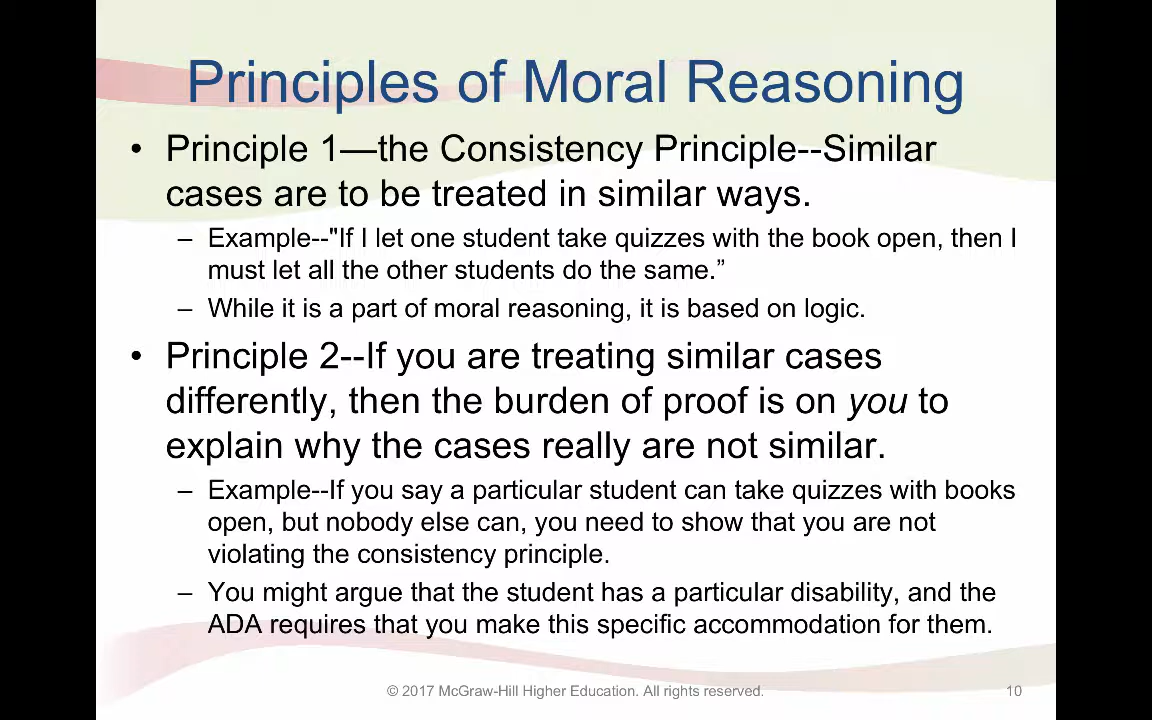 Principles of Moral Reasoning
• Principle 1—the Consistency Principle--Similar
cases are to be treated in similar ways.
– Example--"If I let one student take quizzes with the book open, then I
must let all the other students do the same.”
– While it is a part of moral reasoning, it is based on logic.
• Principle 2--If you are treating similar cases
differently, then the burden of proof is on you to
explain why the cases really are not similar.
– Example--If you say a particular student can take quizzes with books
open, but nobody else can, you need to show that you are not
violating the consistency principle.
– You might argue that the student has a particular disability, and the
ADA requires that you make this specific accommodation for them.
© 2017 McGraw-Hill Higher Education. All rights reserved.
10